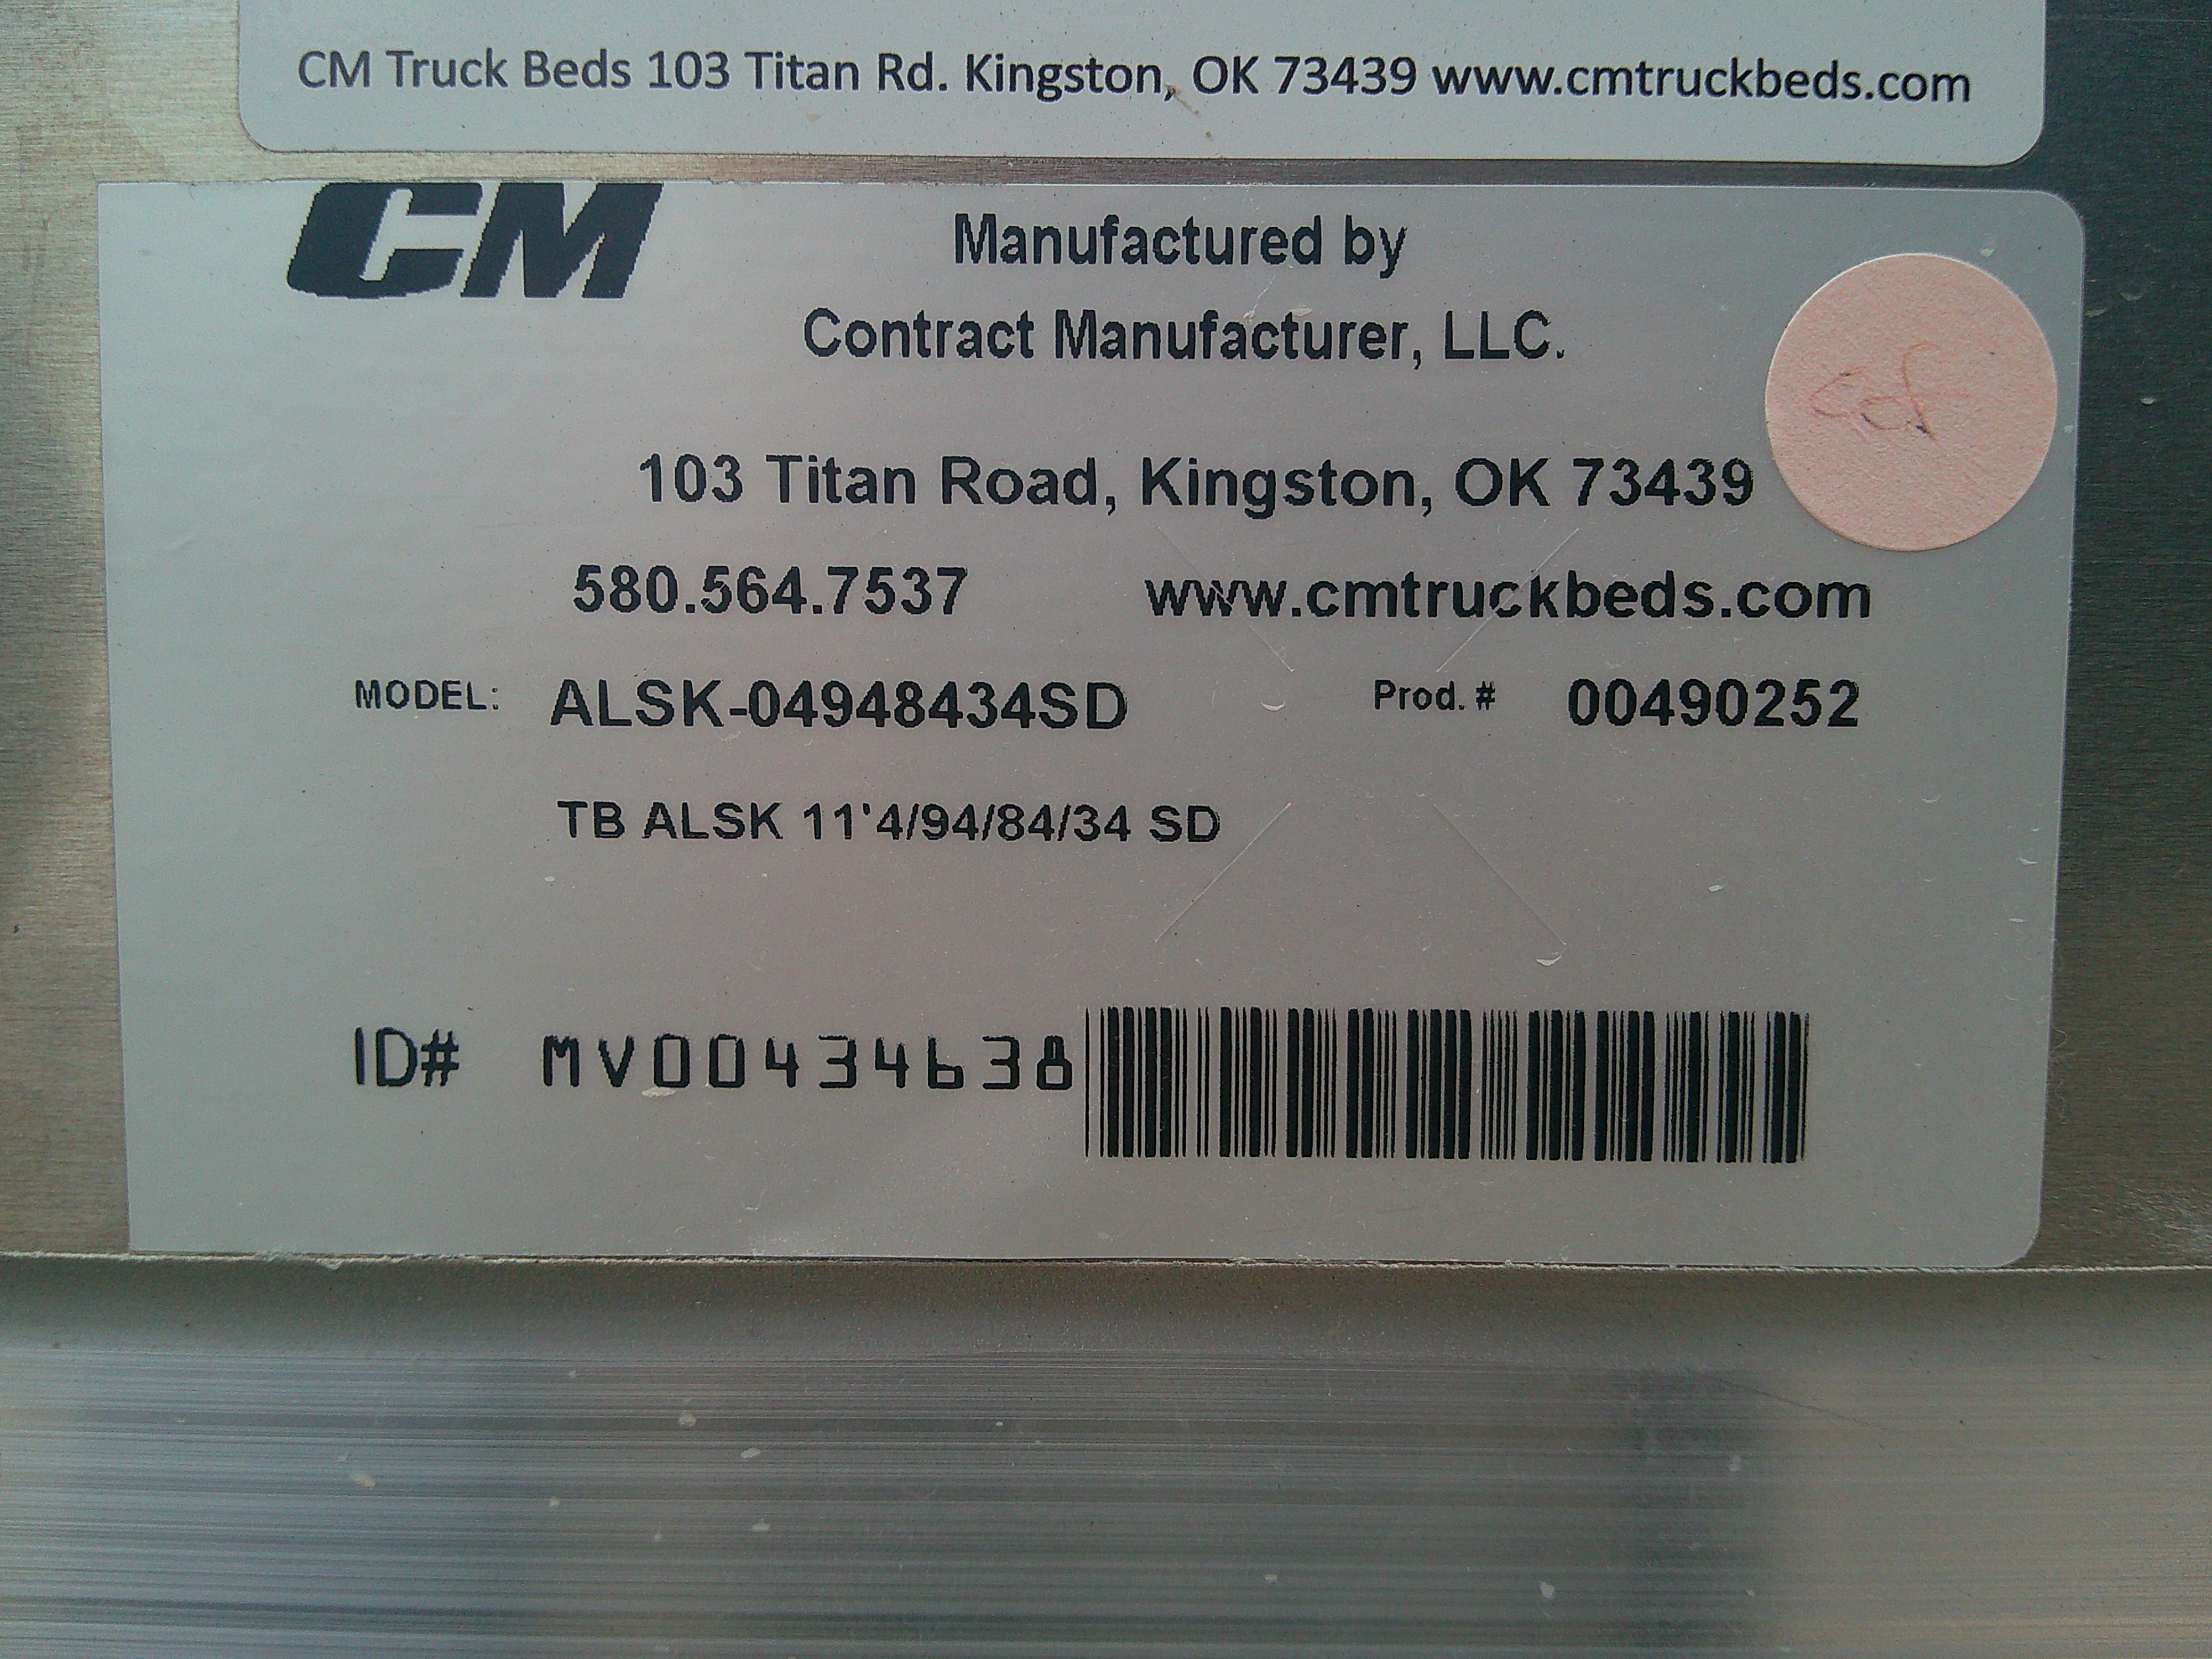 CM Truck Beds 103 Titan Rd. Kingston, OK 73439 www.cmtruckbeds.com
CM
Manufactured by
Contract Manufacturer, LLC.
103 Titan Road, Kingston, OK 73439
580.564.7537 www.cmtruckbeds.com
MODEL: ALSK-04948434SD Prod. # 00490252
TB ALSK 11'4/94/84/34 SD
ID# MV00434638